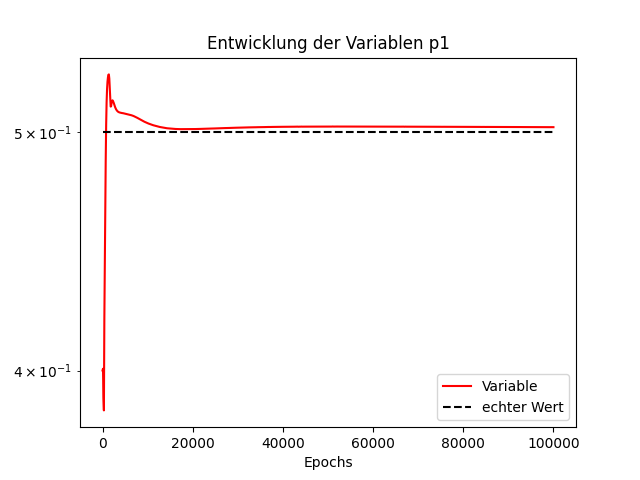 Entwicklung der Variablen p1
5 × 10⁻¹
4 × 10⁻¹
Variable
echter Wert
0 20000 40000 60000 80000 100000
Epochs